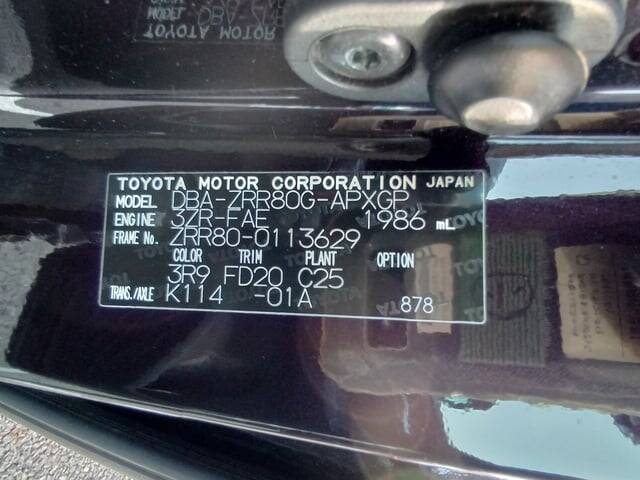 TOYOTA MOTOR CORPORATION JAPAN
MODEL DBA-ZRR80G-APXGP
ENGINE 3ZR-FAE 1986 mL
FRAME No. ZRR80-0113629
COLOR TRIM PLANT OPTION
3R9 FD20 C25
TRANS./AXLE K114 -01A 878